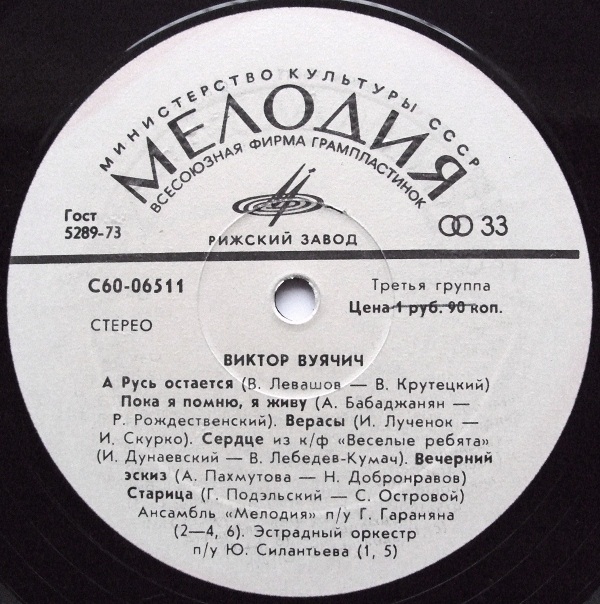 МИНИСТЕРСТВО КУЛЬТУРЫ СССР
МЕЛОДИЯ
ВСЕСОЮЗНАЯ ФИРМА ГРАМПЛАСТИНОК
Гост
5289-73
33
РИЖСКИЙ ЗАВОД
С60-06511
Третья группа
Цена 1 руб. 90 коп.
СТЕРЕО
ВИКТОР ВУЯЧИЧ
А Русь остается (В. Левашов — В. Крутецкий)
Пока я помню, я живу (А. Бабаджанян —
Р. Рождественский). Верасы (И. Лученок —
И. Скурко). Сердце из к/ф «Веселые ребята»
(И. Дунаевский — В. Лебедев-Кумач). Вечерний
эскиз (А. Пахмутова — Н. Добронравов)
Старица (Г. Подэльский — С. Островой)
Ансамбль «Мелодия» п/у Г. Гараняна
(2—4, 6). Эстрадный оркестр
п/у Ю. Силантьева (1, 5)